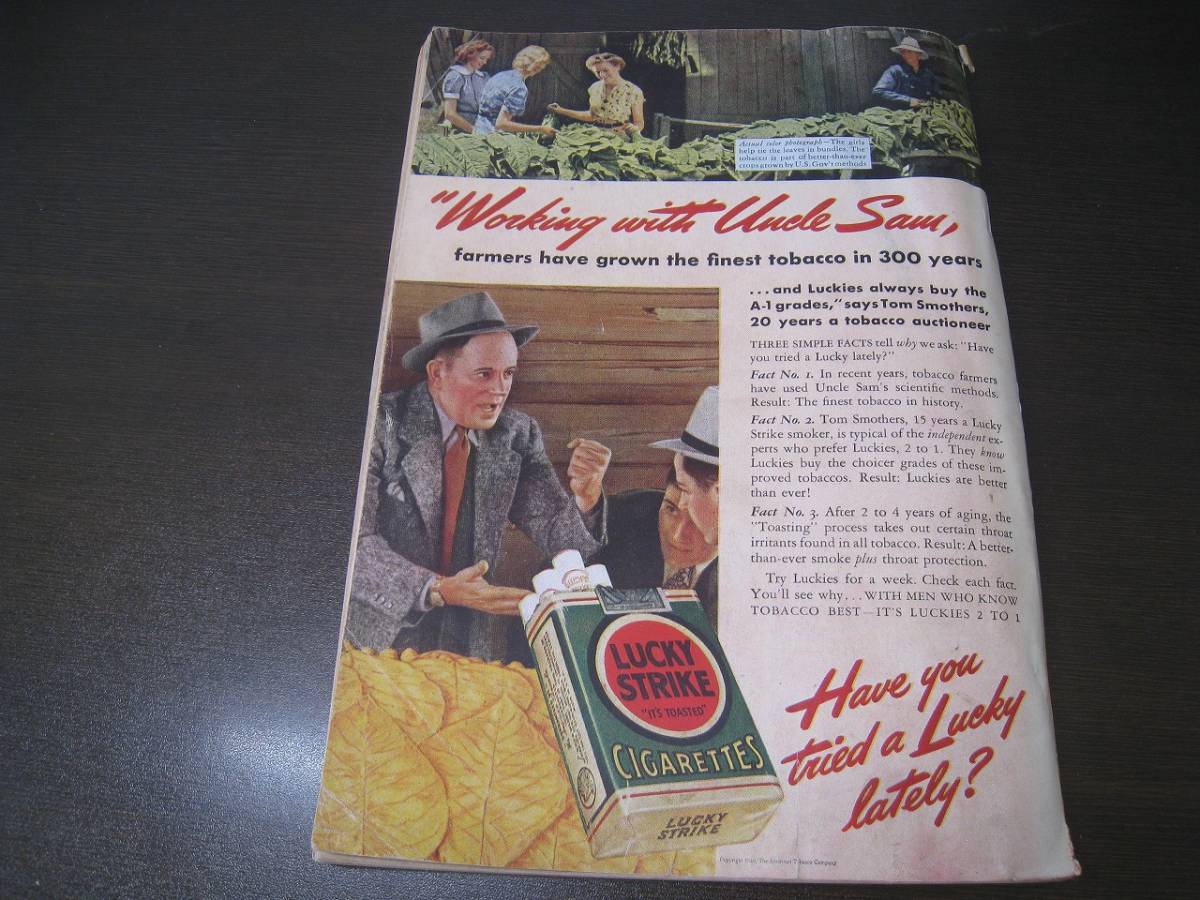 Actual color photograph—The girls
help tie the leaves in bundles. The
tobacco is part of better-than-ever
crops grown by U.S. Gov't methods
"Working with Uncle Sam,
farmers have grown the finest tobacco in 300 years
...and Luckies always buy the
A-1 grades," says Tom Smothers,
20 years a tobacco auctioneer
THREE SIMPLE FACTS tell why we ask: "Have
you tried a Lucky lately?"
Fact No. 1. In recent years, tobacco farmers
have used Uncle Sam's scientific methods.
Result: The finest tobacco in history.
Fact No. 2. Tom Smothers, 15 years a Lucky
Strike smoker, is typical of the independent ex-
perts who prefer Luckies, 2 to 1. They know
Luckies buy the choicer grades of these im-
proved tobaccos. Result: Luckies are better
than ever!
Fact No. 3. After 2 to 4 years of aging, the
"Toasting" process takes out certain throat
irritants found in all tobacco. Result: A better-
than-ever smoke plus throat protection.
Try Luckies for a week. Check each fact.
You'll see why...WITH MEN WHO KNOW
TOBACCO BEST—IT'S LUCKIES 2 TO 1
LUCKY
STRIKE
"IT'S TOASTED"
CIGARETTES
LUCKY
STRIKE
Have you
tried a Lucky
lately?
The American Tobacco Company